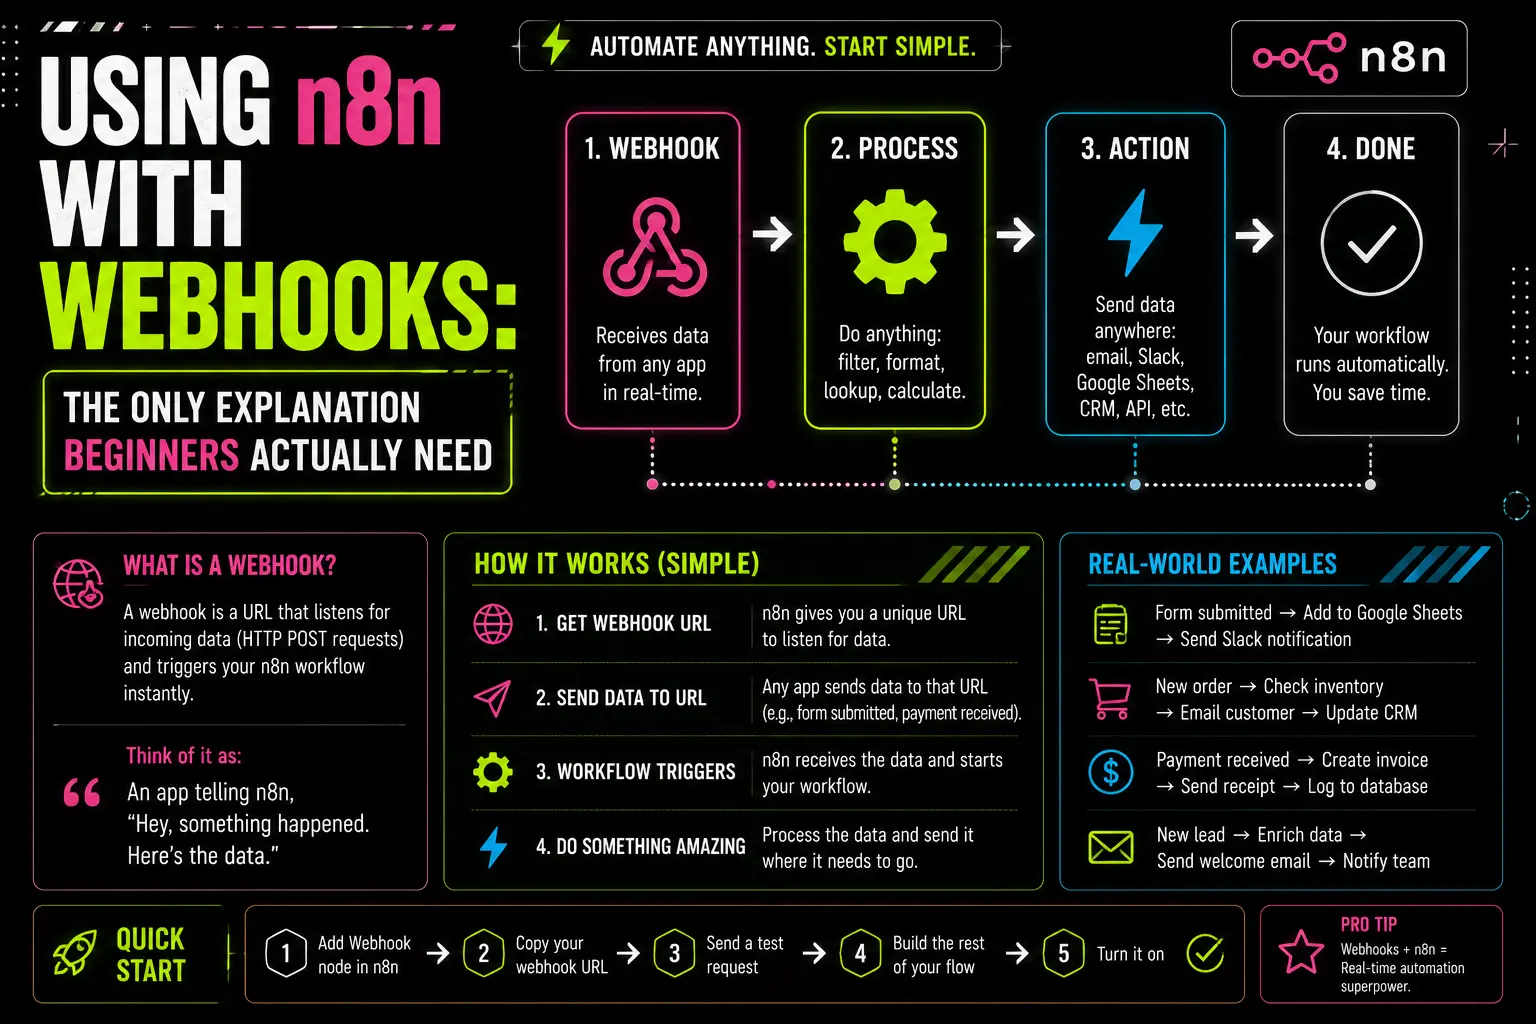 USING n8n
WITH
WEBHOOKS:
THE ONLY EXPLANATION
BEGINNERS ACTUALLY NEED
AUTOMATE ANYTHING. START SIMPLE.
n8n
1. WEBHOOK
Receives data
from any app
in real-time.
2. PROCESS
Do anything:
filter, format,
lookup, calculate.
3. ACTION
Send data
anywhere:
email, Slack,
Google Sheets,
CRM, API, etc.
4. DONE
Your workflow
runs automatically.
You save time.
WHAT IS A WEBHOOK?
A webhook is a URL that listens for
incoming data (HTTP POST requests)
and triggers your n8n workflow
instantly.
Think of it as:
“ An app telling n8n,
“Hey, something happened.
Here's the data.”
HOW IT WORKS (SIMPLE)
1. GET WEBHOOK URL
n8n gives you a unique URL
to listen for data.
2. SEND DATA TO URL
Any app sends data to that URL
(e.g., form submitted, payment received).
3. WORKFLOW TRIGGERS
n8n receives the data and starts
your workflow.
4. DO SOMETHING AMAZING
Process the data and send it
where it needs to go.
REAL-WORLD EXAMPLES
Form submitted → Add to Google Sheets
→ Send Slack notification
New order → Check inventory
→ Email customer → Update CRM
$
Payment received → Create invoice
→ Send receipt → Log to database
New lead → Enrich data →
Send welcome email → Notify team
QUICK
START
1 Add Webhook
node in n8n
2 Copy your
webhook URL
3 Send a test
request
4 Build the rest
of your flow
5 Turn it on
PRO TIP
Webhooks + n8n =
Real-time automation
superpower.